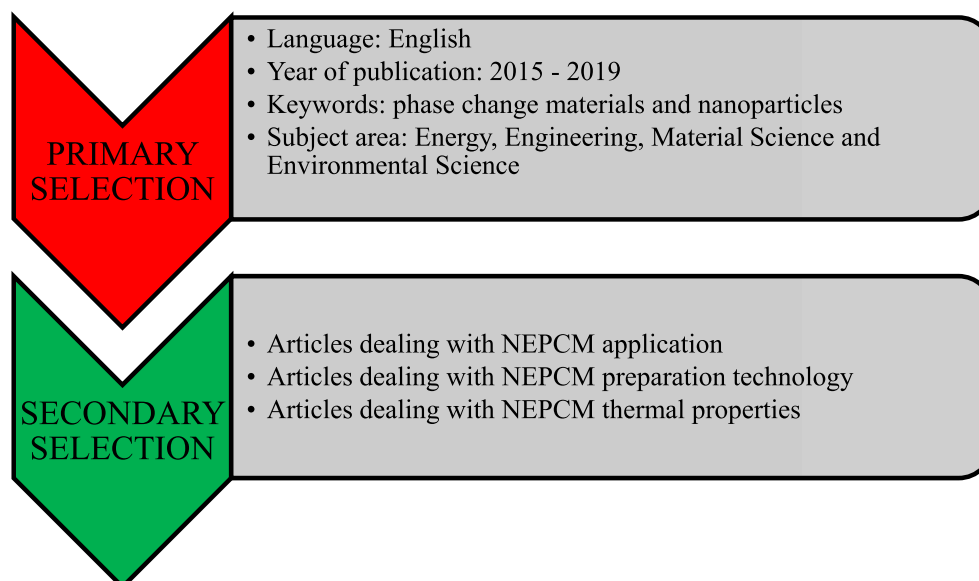 PRIMARY
SELECTION
• Language: English
• Year of publication: 2015 - 2019
• Keywords: phase change materials and nanoparticles
• Subject area: Energy, Engineering, Material Science and
Environmental Science
SECONDARY
SELECTION
• Articles dealing with NEPCM application
• Articles dealing with NEPCM preparation technology
• Articles dealing with NEPCM thermal properties